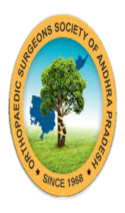 ORTHOPAEDIC SURGEONS SOCIETY OF ANDHRA PRADESH
SINCE 1968